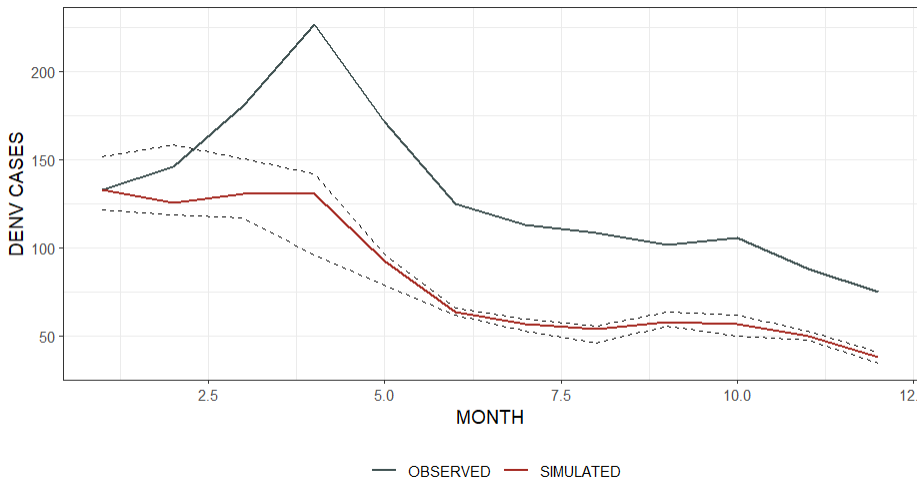 DENV CASES
200
150
100
50
2.5 5.0 7.5 10.0 12.
MONTH
OBSERVED SIMULATED